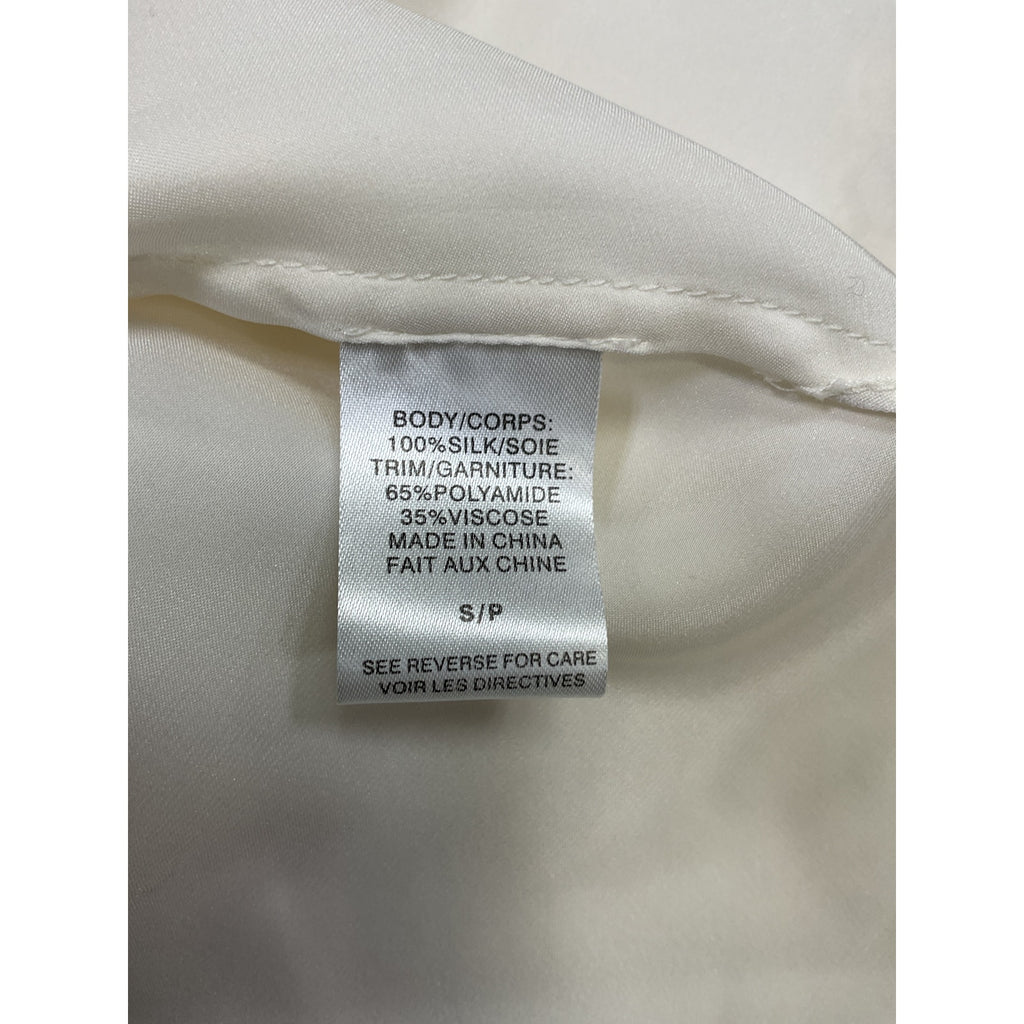 BODY/CORPS:
100%SILK/SOIE
TRIM/GARNITURE:
65%POLYAMIDE
35%VISCOSE
MADE IN CHINA
FAIT AUX CHINE
S/P
SEE REVERSE FOR CARE
VOIR LES DIRECTIVES